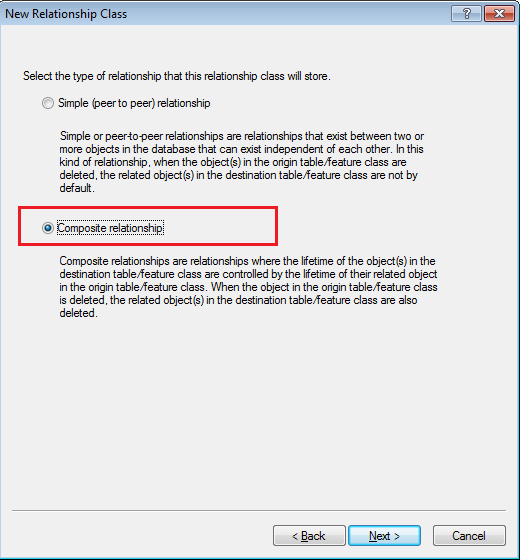 New Relationship Class
?
Select the type of relationship that this relationship class will store.
Simple (peer to peer) relationship
Simple or peer-to-peer relationships are relationships that exist between two or
more objects in the database that can exist independent of each other. In this
kind of relationship, when the object(s) in the origin table/feature class are
deleted, the related object(s) in the destination table/feature class are not by
default.
Composite relationship
Composite relationships are relationships where the lifetime of the object(s) in the
destination table/feature class are controlled by the lifetime of their related object
in the origin table/feature class. When the object in the origin table/feature class
is deleted, the related object(s) in the destination table/feature class are also
deleted.
< Back Next > Cancel